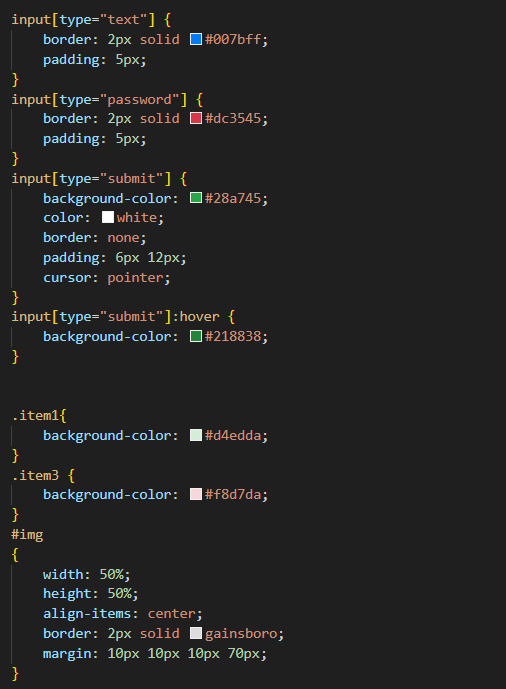 input[type="text"] {
    border: 2px solid #007bff;
    padding: 5px;
}
input[type="password"] {
    border: 2px solid #dc3545;
    padding: 5px;
}
input[type="submit"] {
    background-color: #28a745;
    color: white;
    border: none;
    padding: 6px 12px;
    cursor: pointer;
}
input[type="submit"]:hover {
    background-color: #218838;
}
.item1{
    background-color: #d4edda;
}
.item3 {
    background-color: #f8d7da;
}
#img
{
    width: 50%;
    height: 50%;
    align-items: center;
    border: 2px solid gainsboro;
    margin: 10px 10px 10px 70px;
}